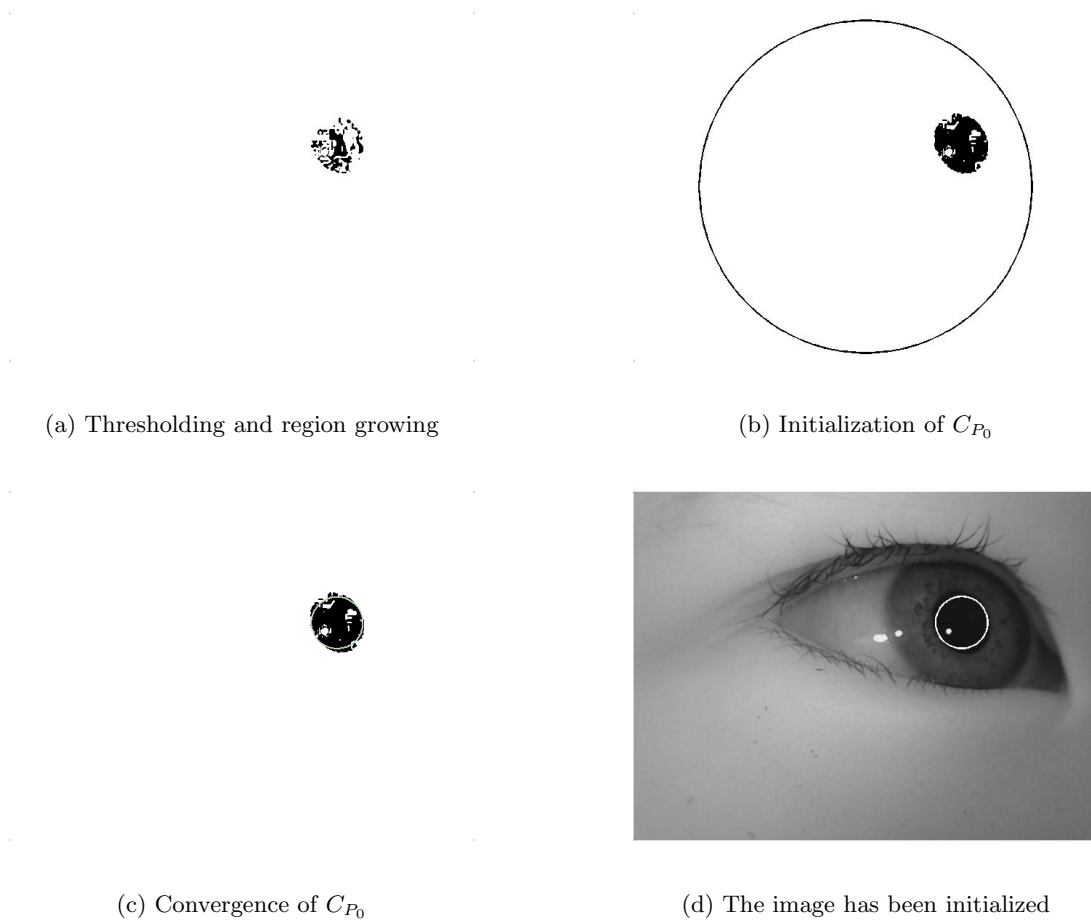 (a) Thresholding and region growing
(b) Initialization of $C_{P_0}$
(c) Convergence of $C_{P_0}$
(d) The image has been initialized